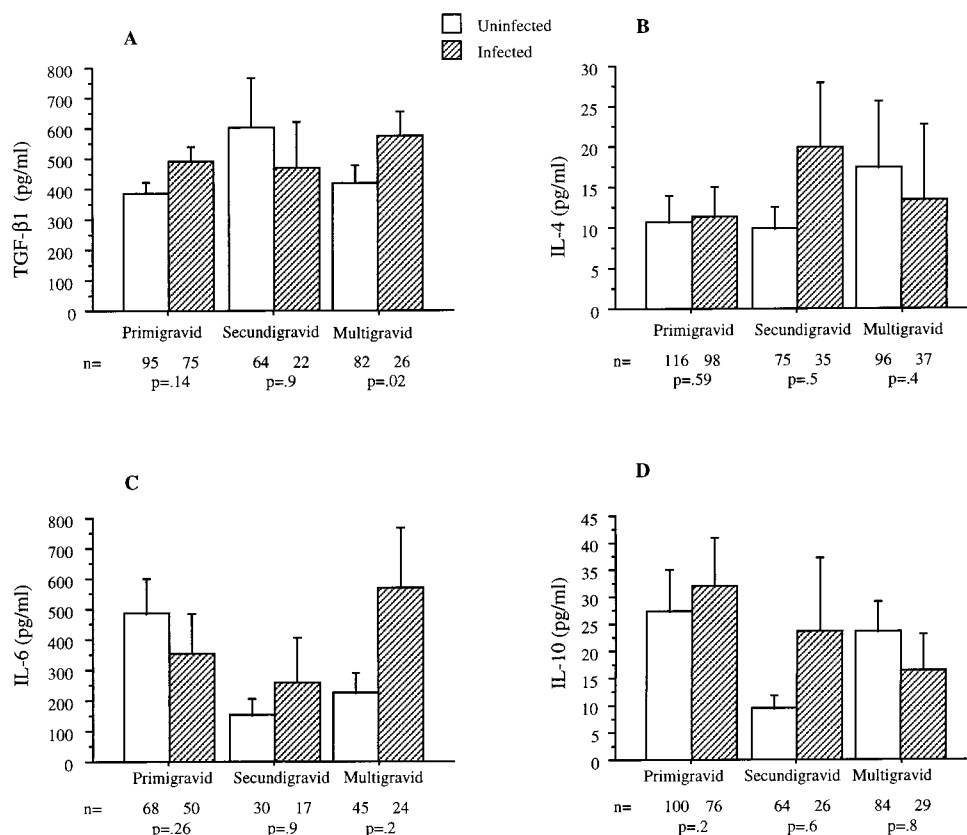 Uninfected
Infected
A
TGF-β1 (pg/ml)
800
700
600
500
400
300
200
100
0
Primigravid Secundigravid Multigravid
n= 95 75 64 22 82 26
p=.14 p=.9 p=.02
B
IL-4 (pg/ml)
30
25
20
15
10
5
0
Primigravid Secundigravid Multigravid
n= 116 98 75 35 96 37
p=.59 p=.5 p=.4
C
IL-6 (pg/ml)
800
700
600
500
400
300
200
100
0
Primigravid Secundigravid Multigravid
n= 68 50 30 17 45 24
p=.26 p=.9 p=.2
D
IL-10 (pg/ml)
45
40
35
30
25
20
15
10
5
0
Primigravid Secundigravid Multigravid
n= 100 76 64 26 84 29
p=.2 p=.6 p=.8